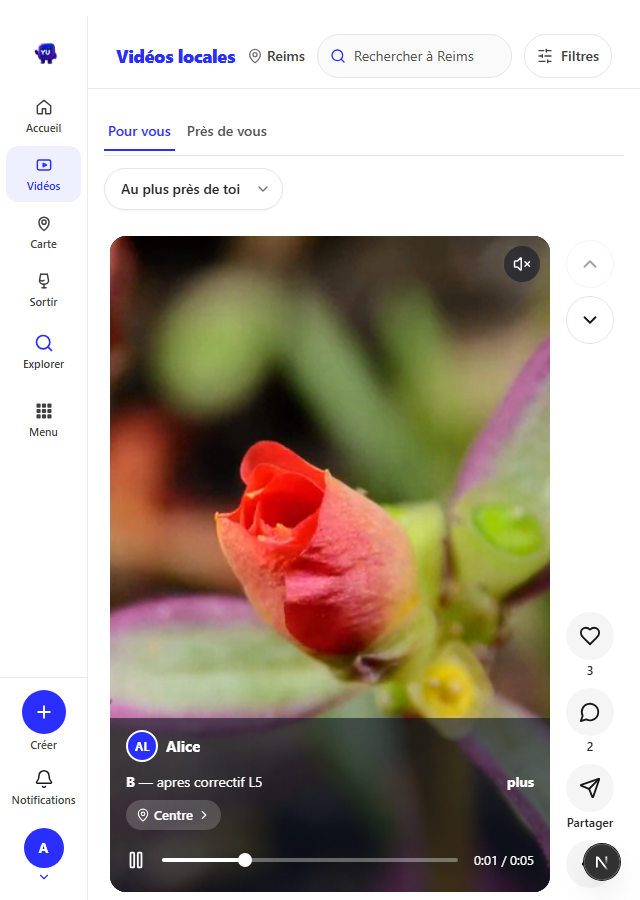 YU
Vidéos locales
Reims
Rechercher à Reims
Filtres
Accueil
Vidéos
Carte
Sortir
Explorer
Menu
Créer
Notifications
A
Pour vous
Près de vous
Au plus près de toi
AL
Alice
B — apres correctif L5
plus
Centre
0:01 / 0:05
3
2
Partager
N